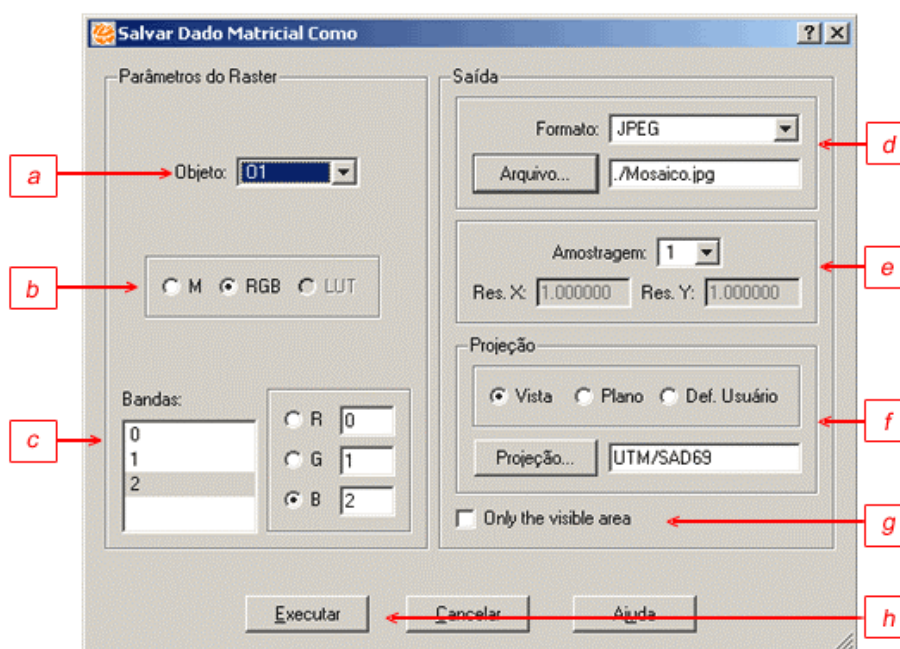 Salvar Dado Matricial Como
Parâmetros do Raster
a
Objeto: O1
b
M RGB LUT
c
Bandas:
0
1
2
R 0
G 1
B 2
Saída
Formato: JPEG
d
Arquivo... ./Mosaico.jpg
Amostragem: 1
e
Res. X: 1.000000 Res. Y: 1.000000
Projeção
Vista Plano Def. Usuário
f
Projeção... UTM/SAD69
Only the visible area
g
Executar Cancelar Ajuda
h